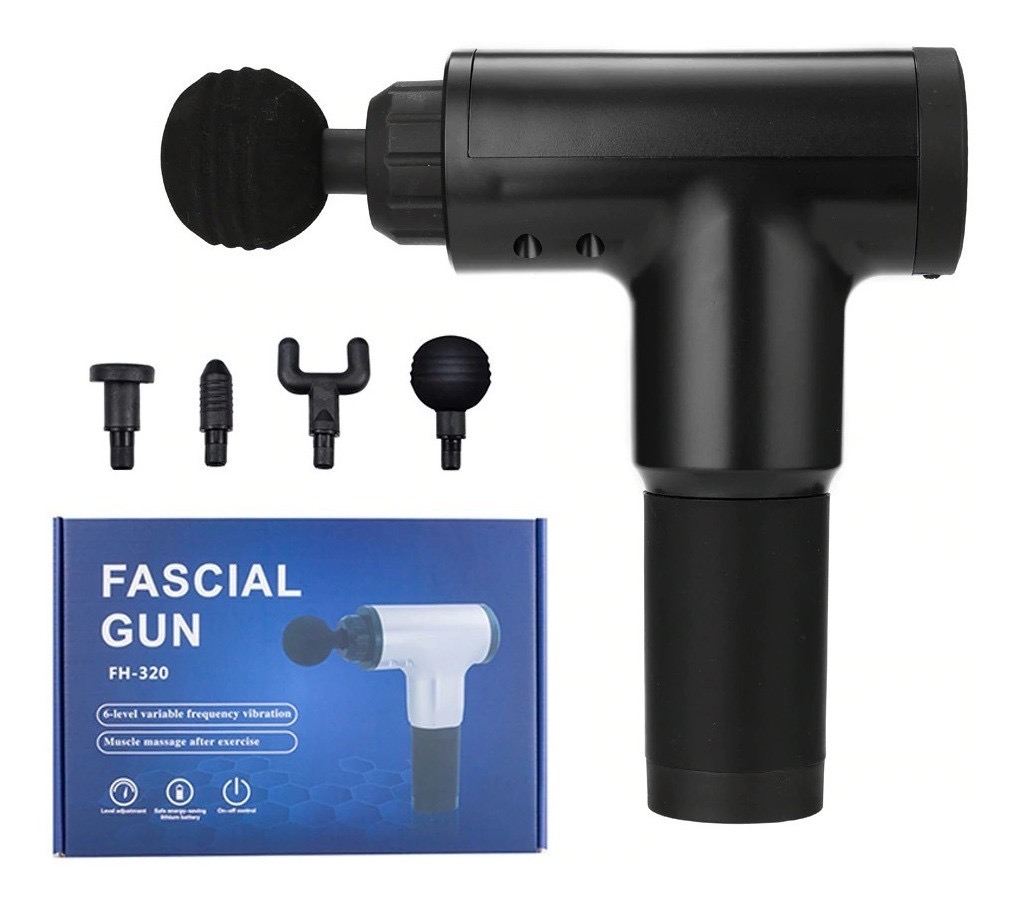 FASCIAL
GUN
FH-320
6-level variable frequency vibration
Muscle massage after exercise
Level adjustment
Safe energy-saving
lithium battery
On-off control